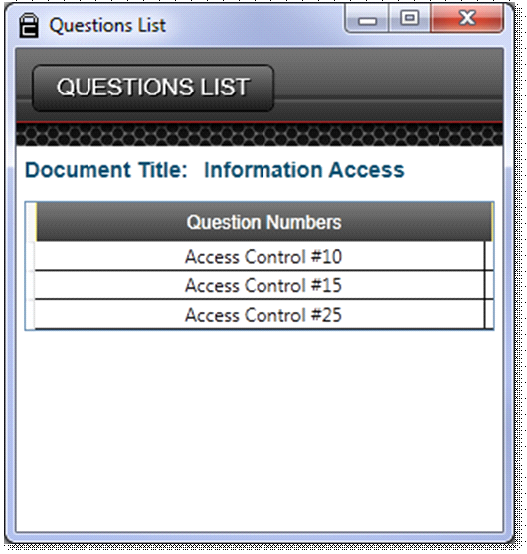 Questions List
QUESTIONS LIST
Document Title: Information Access
Question Numbers
Access Control #10
Access Control #15
Access Control #25